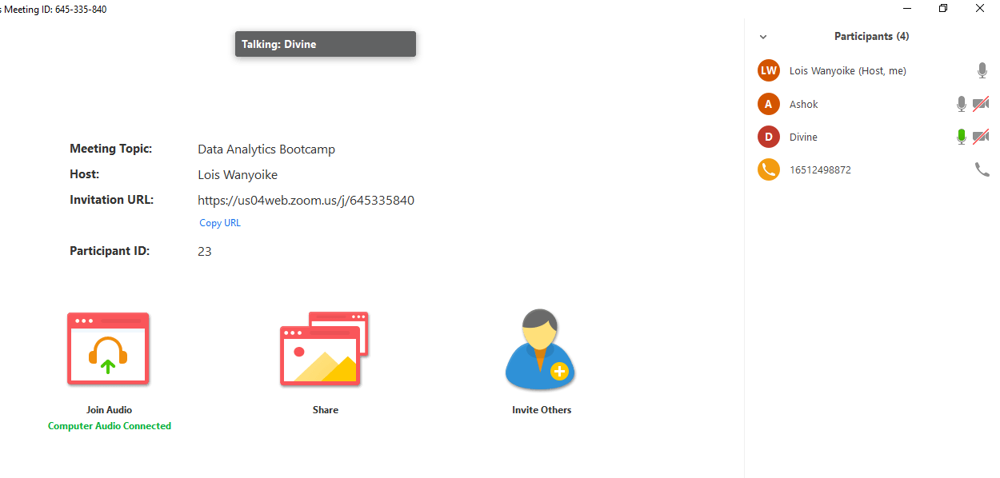 s Meeting ID: 645-335-840
Talking: Divine
Meeting Topic: Data Analytics Bootcamp
Host: Lois Wanyoike
Invitation URL: https://us04web.zoom.us/j/645335840
Copy URL
Participant ID: 23
Join Audio
Computer Audio Connected
Share
Invite Others
Participants (4)
LW Lois Wanyoike (Host, me)
A Ashok
D Divine
16512498872